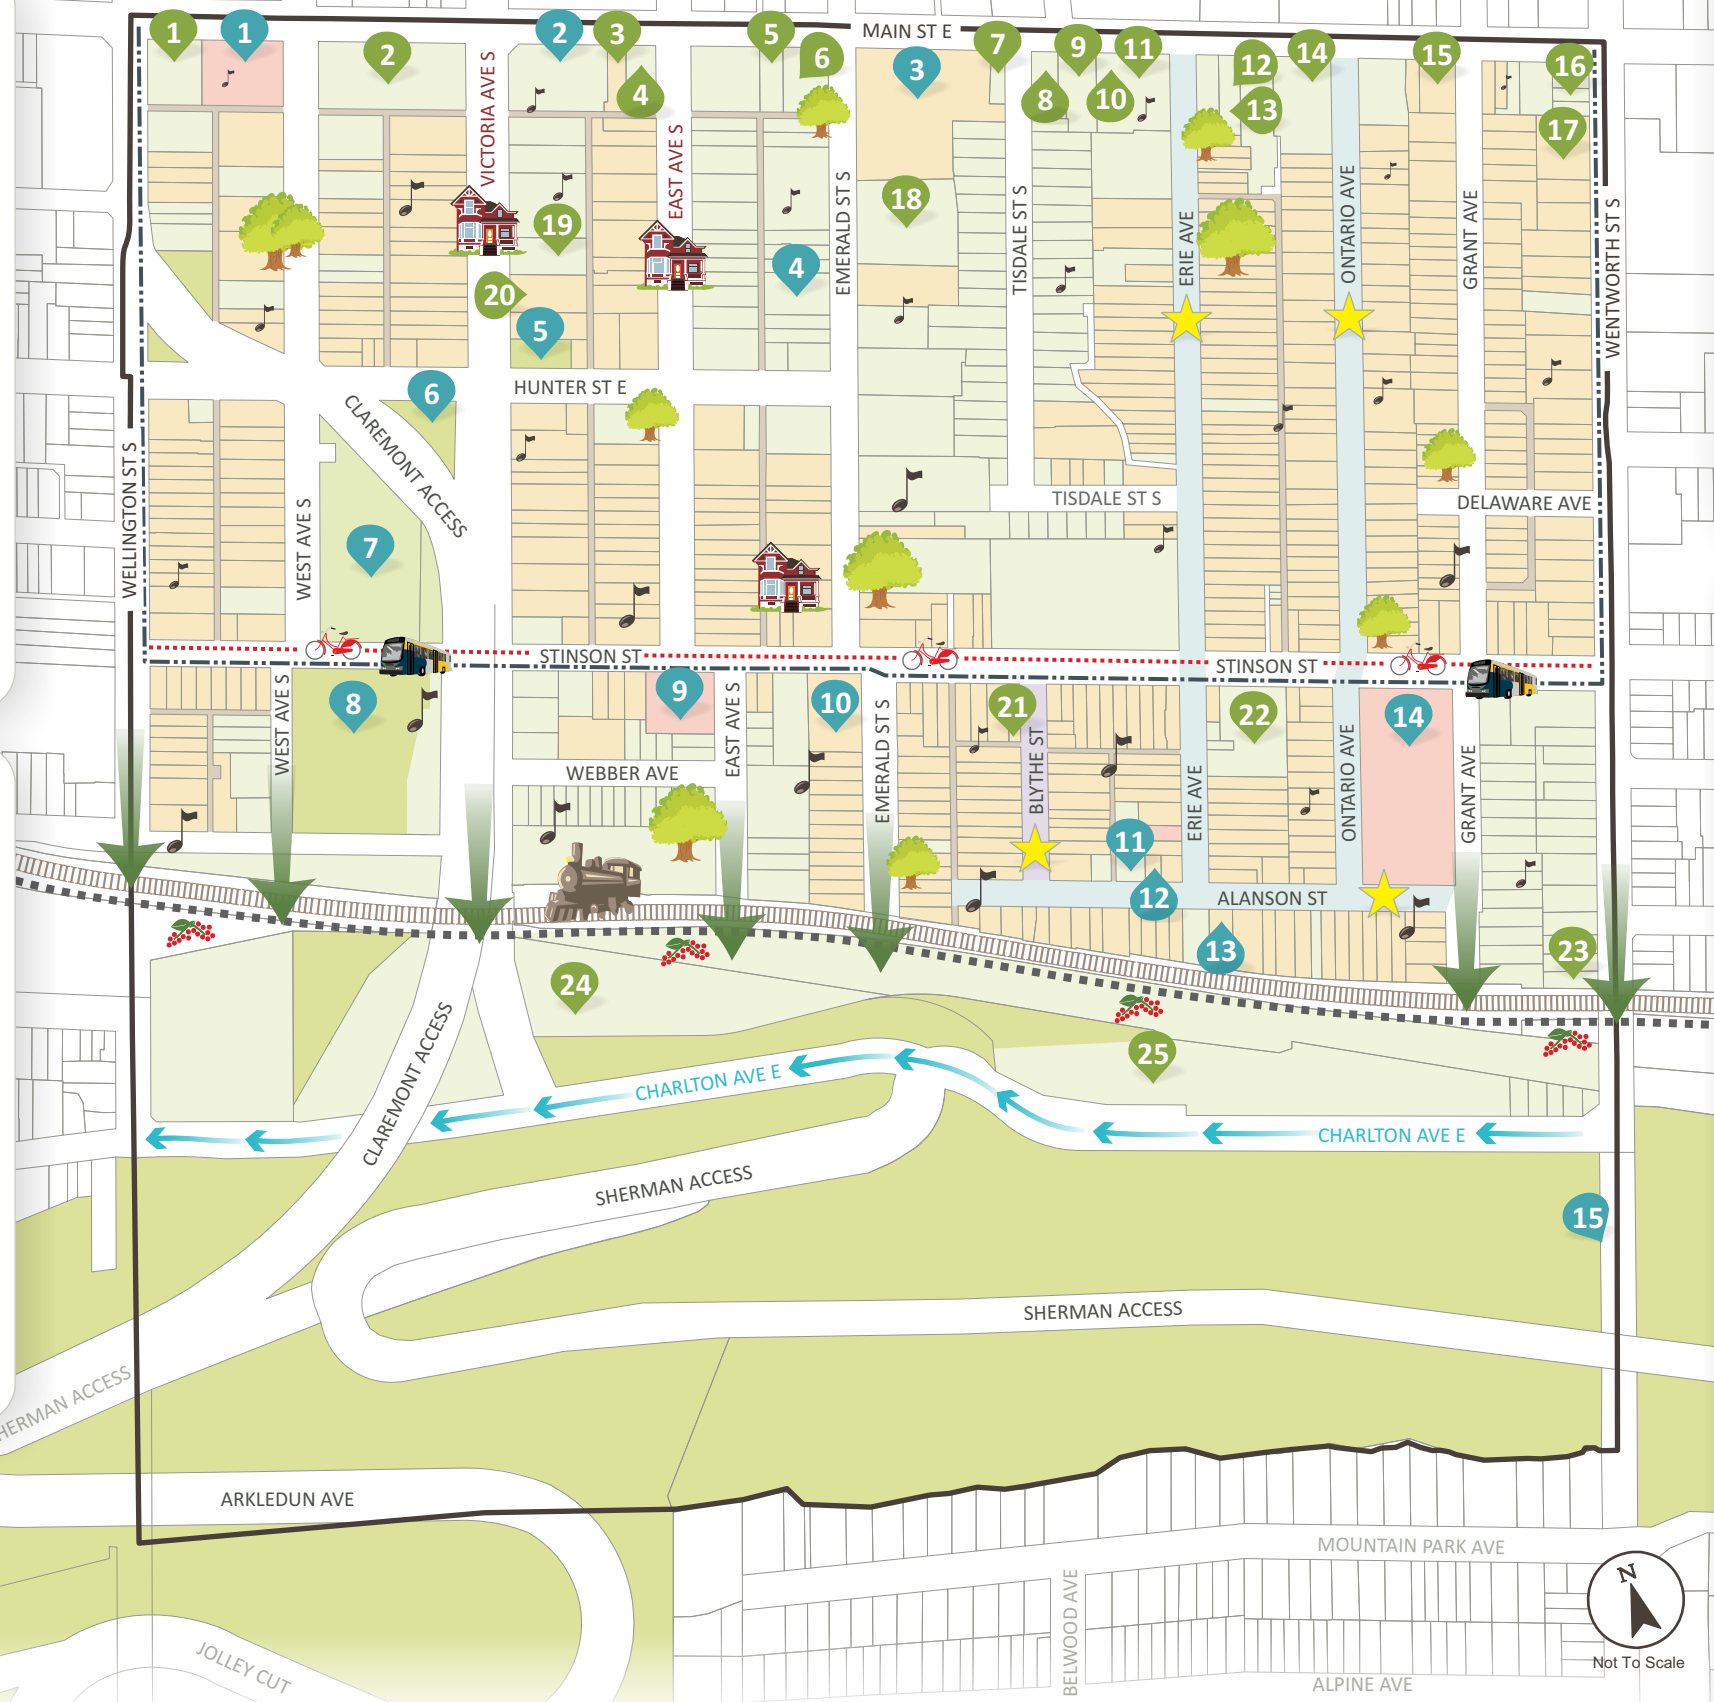 MAIN ST E
1
1
2
2
3
4
5
6
3
7
8
9
10
11
12
13
14
15
16
17
VICTORIA AVE S
EAST AVE S
EMERALD ST S
TISDALE ST S
ERIE AVE
ONTARIO AVE
GRANT AVE
WENTWORTH ST S
18
19
4
20
5
HUNTER ST E
6
CLAREMONT ACCESS
WELLINGTON ST S
WEST AVE S
7
TISDALE ST S
DELAWARE AVE
STINSON ST
STINSON ST
8
WEST AVE S
9
EAST AVE S
10
EMERALD ST S
21
BLYTHE ST
22
ERIE AVE
ONTARIO AVE
14
GRANT AVE
WEBBER AVE
11
12
ALANSON ST
13
23
24
25
CLAREMONT ACCESS
CHARLTON AVE E
CHARLTON AVE E
SHERMAN ACCESS
15
SHERMAN ACCESS
HERMAN ACCESS
ARKLEDUN AVE
MOUNTAIN PARK AVE
BELWOOD AVE
JOLLEY CUT
ALPINE AVE
N
Not To Scale